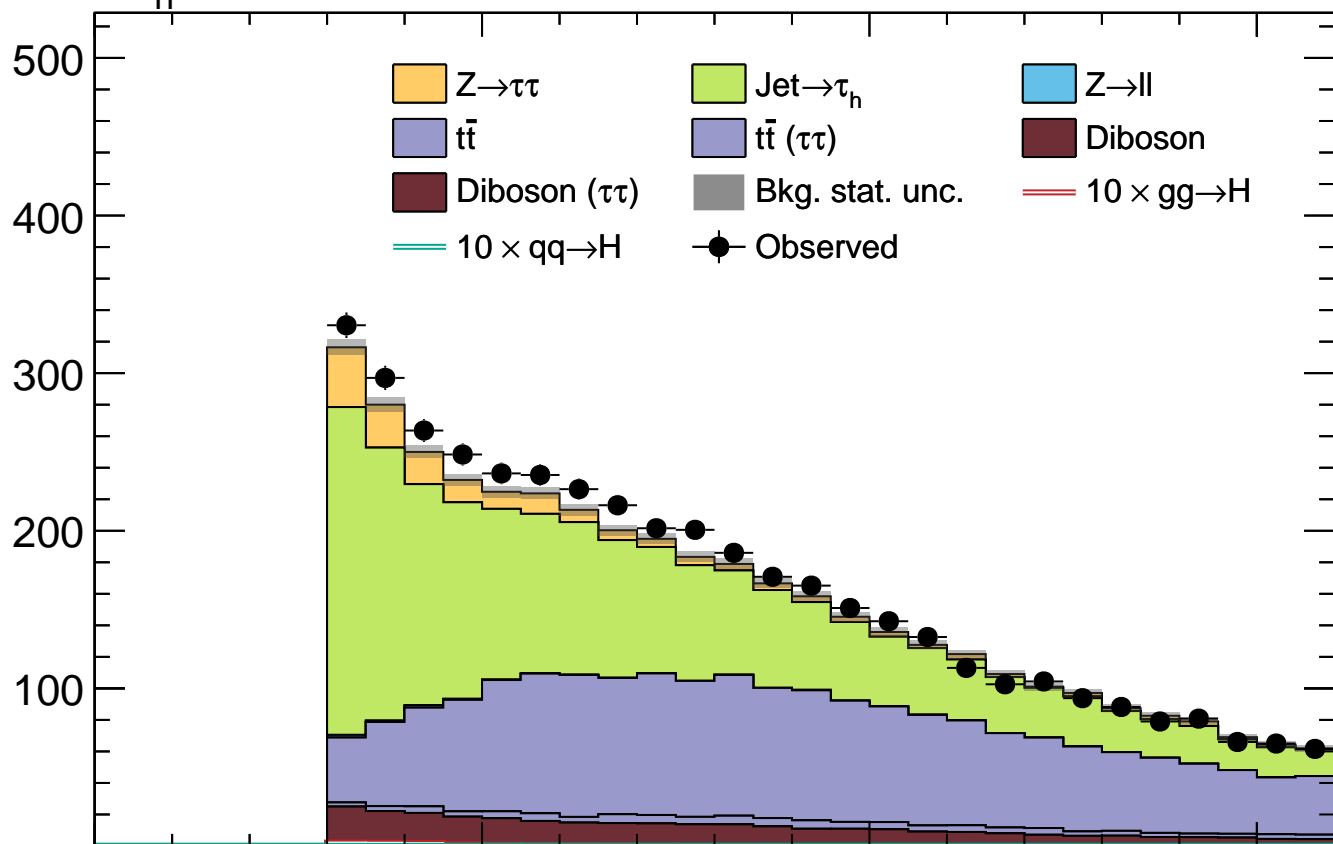 500
Z→ττ Jet→τh Z→ll
tt̄ tt̄ (ττ) Diboson
Diboson (ττ) Bkg. stat. unc. 10 × gg→H
10 × qq→H Observed
400
300
200
100